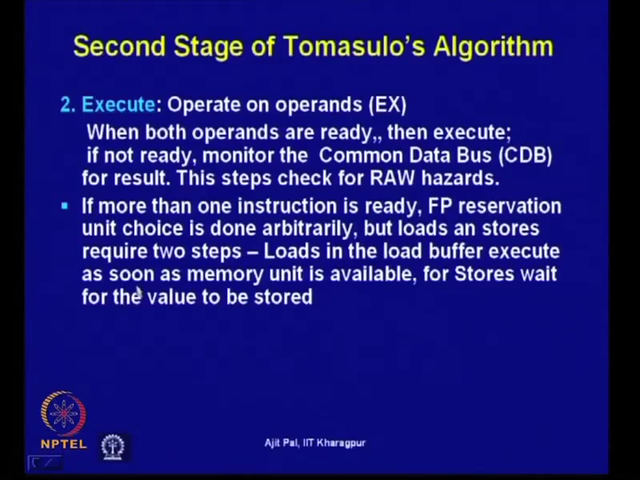 Second Stage of Tomasulo's Algorithm
2. Execute: Operate on operands (EX)
When both operands are ready,, then execute;
if not ready, monitor the Common Data Bus (CDB)
for result. This steps check for RAW hazards.
▪ If more than one instruction is ready, FP reservation
unit choice is done arbitrarily, but loads an stores
require two steps – Loads in the load buffer execute
as soon as memory unit is available, for Stores wait
for the value to be stored
NPTEL
Ajit Pal, IIT Kharagpur